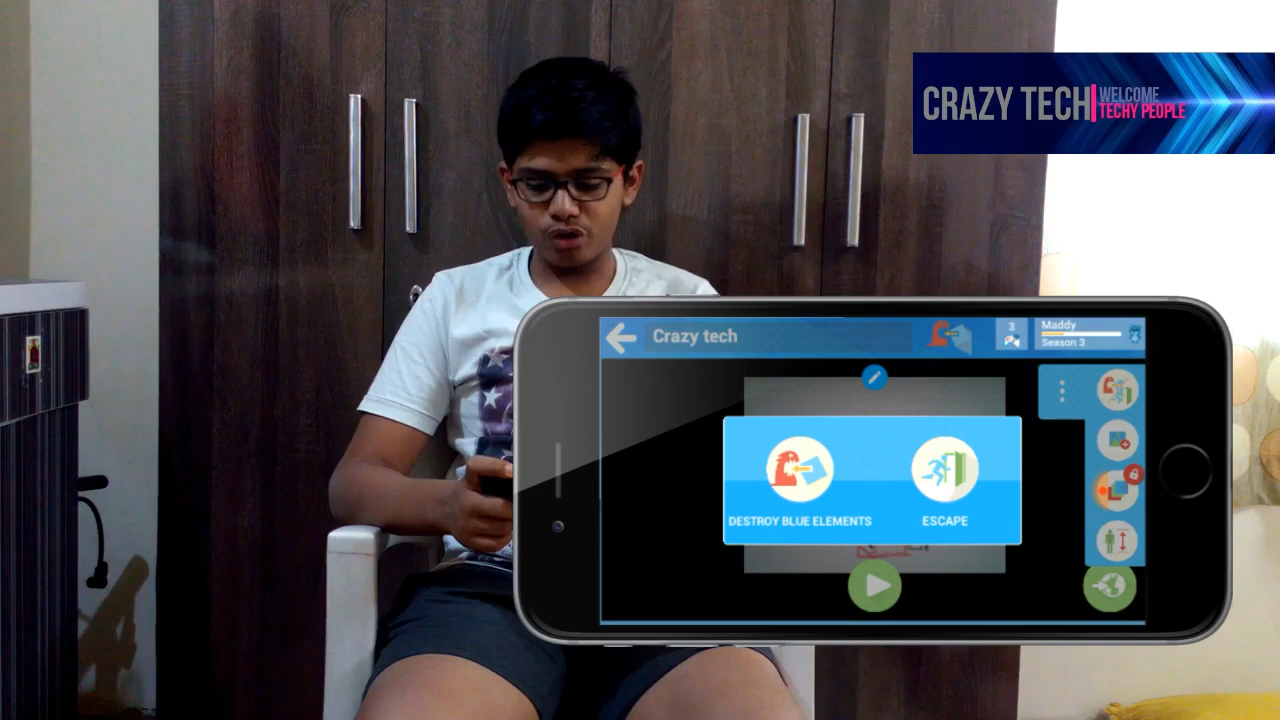 CRAZY TECH
WELCOME
TECHY PEOPLE
Crazy tech
3
Maddy
Season 3
DESTROY BLUE ELEMENTS
ESCAPE